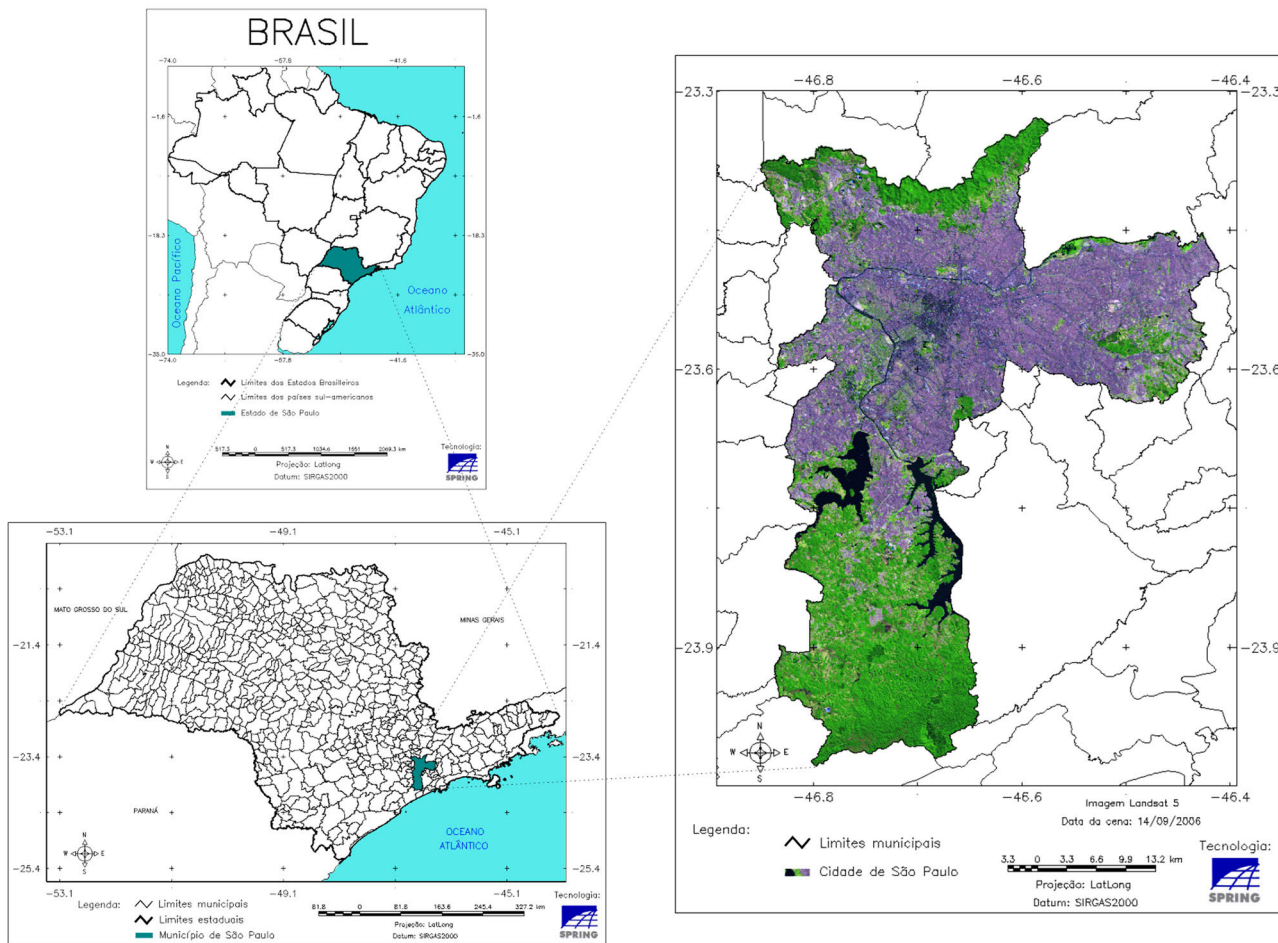 BRASIL
-74.0
-57.8
-41.6
-1.6
-18.3
-35.0
-1.6
-18.3
-35.0
Oceano Pacífico
Oceano
Atlântico
-74.0
-57.8
-41.6
Legenda:
Limites dos Estados Brasileiros
Limites dos países sul-americanos
Estado de São Paulo
N
W
E
S
517.3 0 517.3 1034.6 1551 2069.3 km
Projeção: LatLong
Datum: SIRGAS2000
Tecnologia:
SPRING
-53.1
-49.1
-45.1
MATO GROSSO DO SUL
MINAS GERAIS
-21.4
-21.4
-23.4
-23.4
PARANÁ
OCEANO
ATLÂNTICO
N
W
E
S
-25.4
-25.4
-53.1
-49.1
-45.1
Legenda:
Limites municipais
Limites estaduais
Município de São Paulo
81.8 0 81.8 163.6 245.4 327.2 km
Projeção: LatLong
Datum: SIRGAS2000
Tecnologia:
SPRING
-46.8
-46.6
-46.4
-23.3
-23.3
-23.6
-23.6
-23.9
-23.9
N
W
E
S
-46.8
-46.6
-46.4
Imagem Landsat 5
Data da cena: 14/09/2006
Legenda:
Limites municipais
Cidade de São Paulo
3.3 0 3.3 6.6 9.9 13.2 km
Projeção: LatLong
Datum: SIRGAS2000
Tecnologia:
SPRING